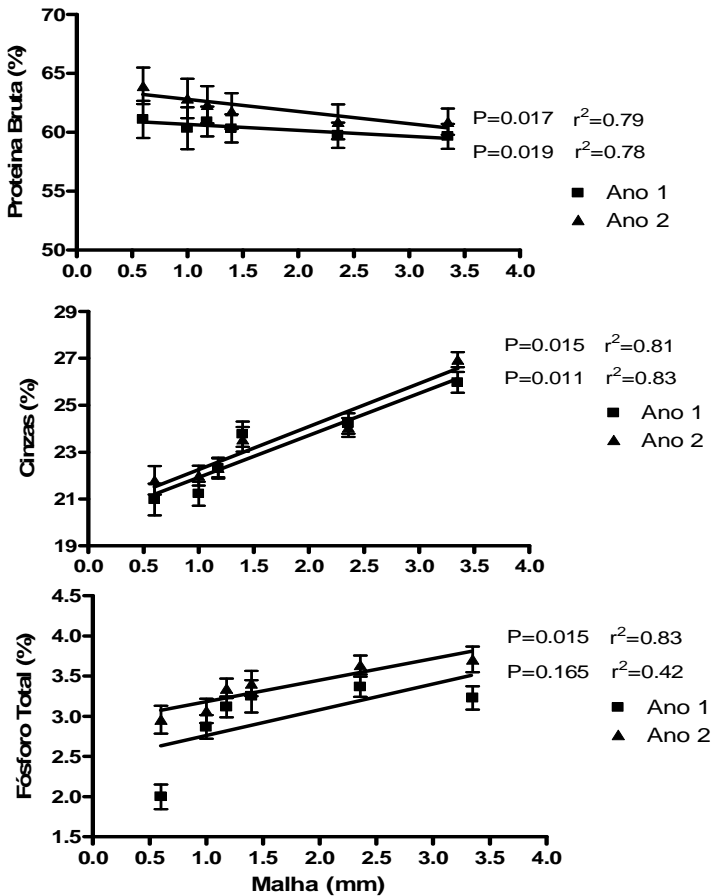 Proteina Bruta (%)
70
65
60
55
50
0.0 0.5 1.0 1.5 2.0 2.5 3.0 3.5 4.0
P=0.017 r²=0.79
P=0.019 r²=0.78
Ano 1
Ano 2
Cinzas (%)
29
27
25
23
21
19
0.0 0.5 1.0 1.5 2.0 2.5 3.0 3.5 4.0
P=0.015 r²=0.81
P=0.011 r²=0.83
Ano 1
Ano 2
Fósforo Total (%)
4.5
4.0
3.5
3.0
2.5
2.0
1.5
0.0 0.5 1.0 1.5 2.0 2.5 3.0 3.5 4.0
Malha (mm)
P=0.015 r²=0.83
P=0.165 r²=0.42
Ano 1
Ano 2